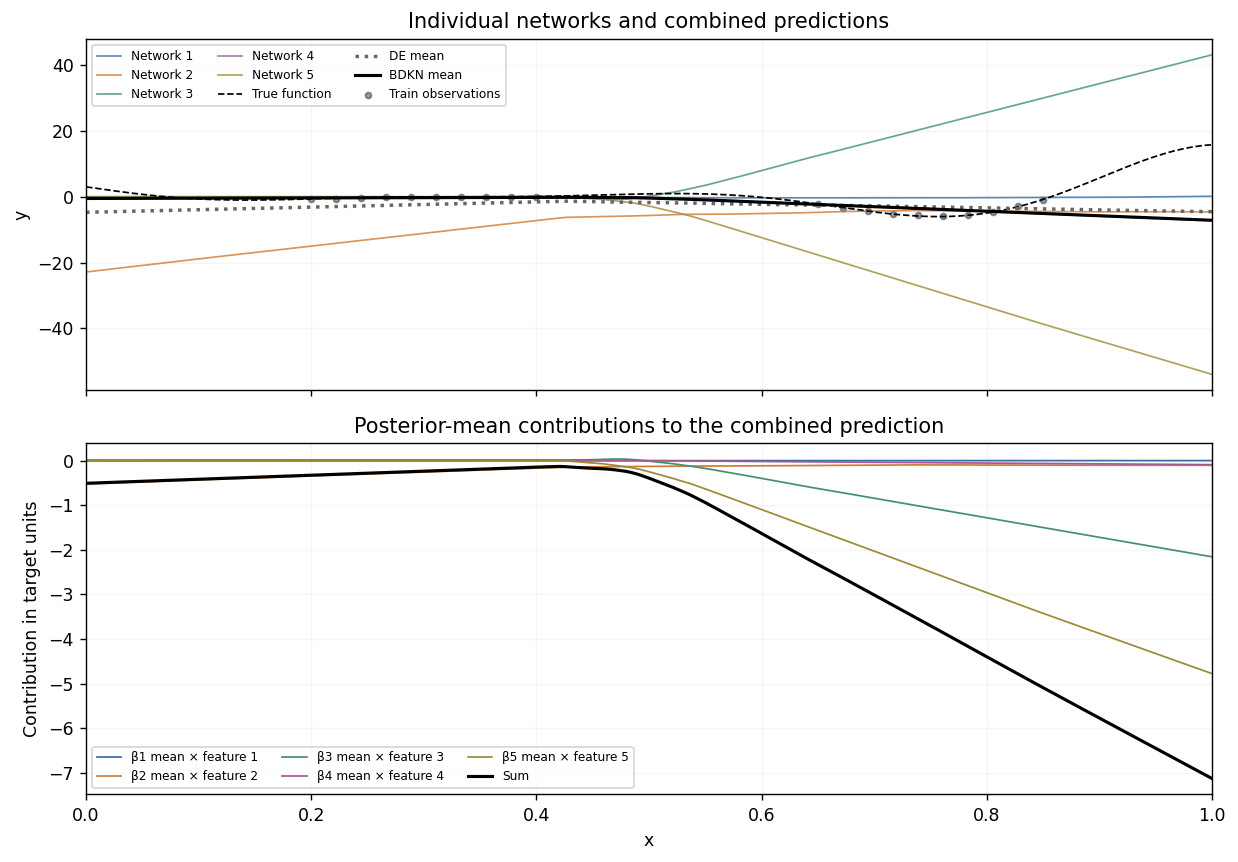 Individual networks and combined predictions
Network 1 Network 4 DE mean
Network 2 Network 5 BDKN mean
Network 3 True function Train observations
40
20
0
−20
−40
y
Posterior-mean contributions to the combined prediction
0
−1
−2
−3
−4
−5
−6
−7
Contribution in target units
β1 mean × feature 1 β3 mean × feature 3 β5 mean × feature 5
β2 mean × feature 2 β4 mean × feature 4 Sum
0.0 0.2 0.4 0.6 0.8 1.0
x